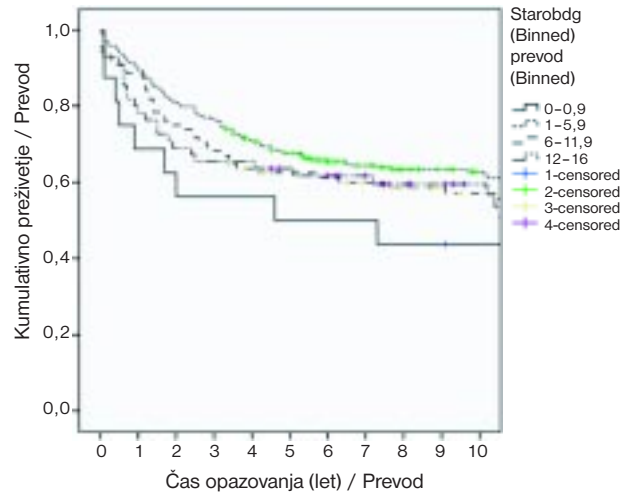 Starobdg
(Binned)
prevod
(Binned)
0–0,9
1–5,9
6–11,9
12–16
1-censored
2-censored
3-censored
4-censored
Kumulativno preživetje / Prevod
1,0
0,8
0,6
0,4
0,2
0,0
0 1 2 3 4 5 6 7 8 9 10
Čas opazovanja (let) / Prevod